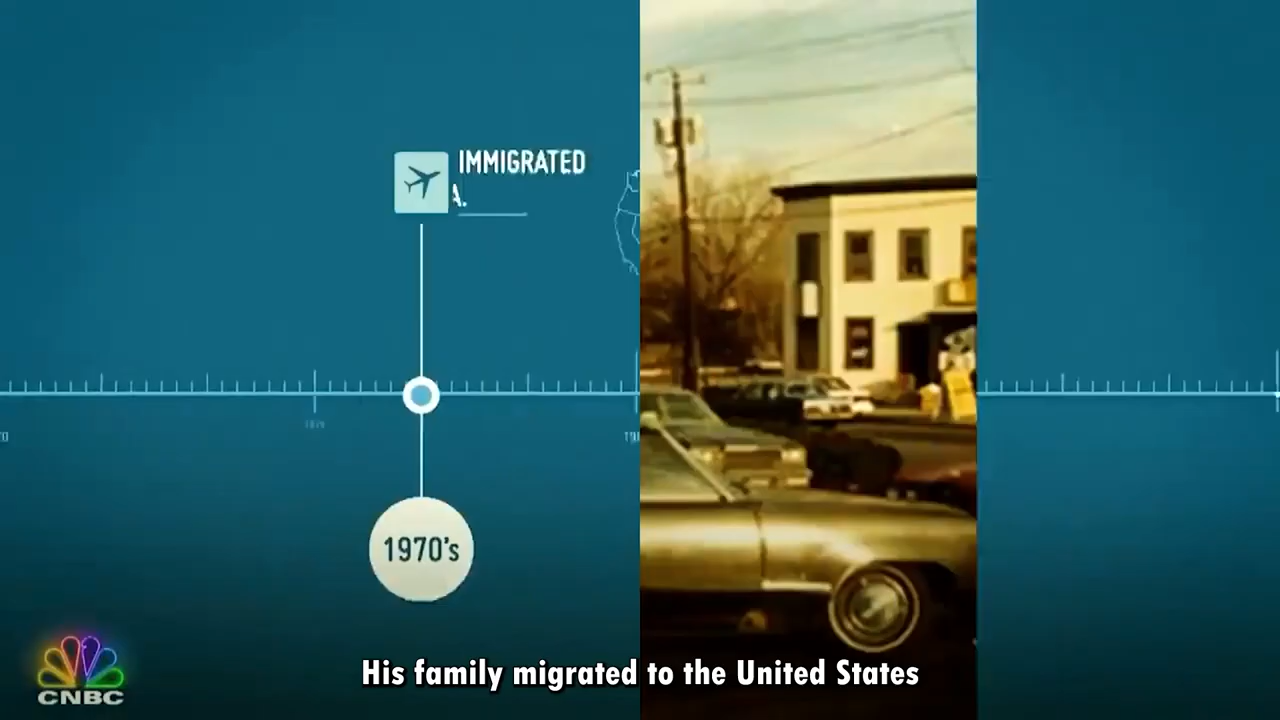 IMMIGRATED
A.
1970's
His family migrated to the United States
CNBC